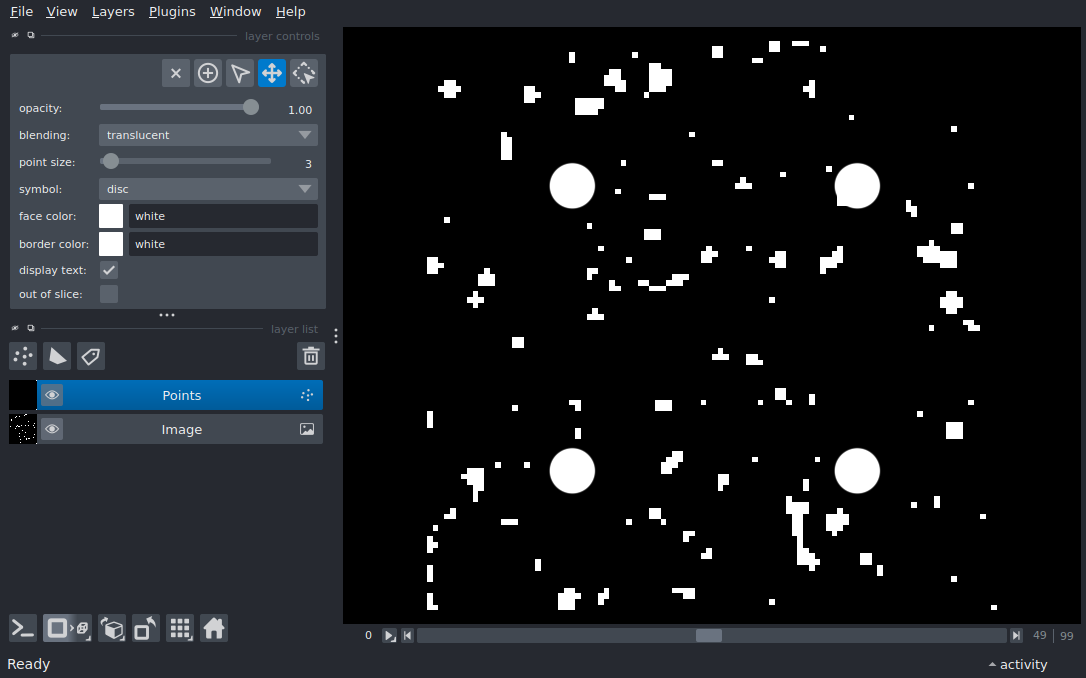 File View Layers Plugins Window Help
layer controls
opacity: 1.00
blending: translucent
point size: 3
symbol: disc
face color: white
border color: white
display text:
out of slice:
layer list
Points
Image
0 49 99
Ready activity